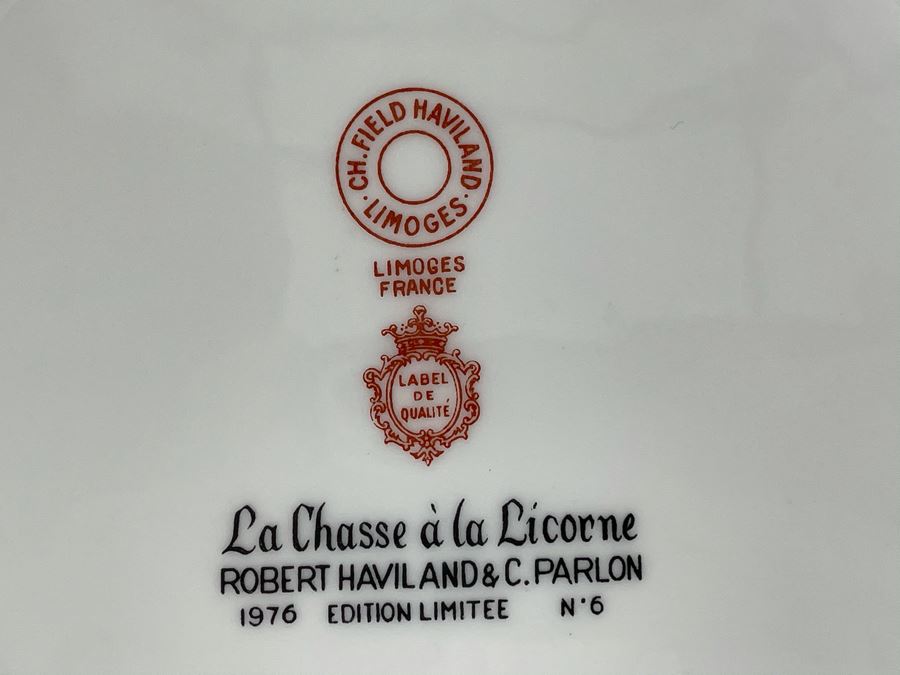 CH. FIELD HAVILAND
· LIMOGES ·
LIMOGES
FRANCE
LABEL
DE
QUALITÉ
La Chasse à la Licorne
ROBERT HAVILAND & C. PARLON
1976 EDITION LIMITEE N°6